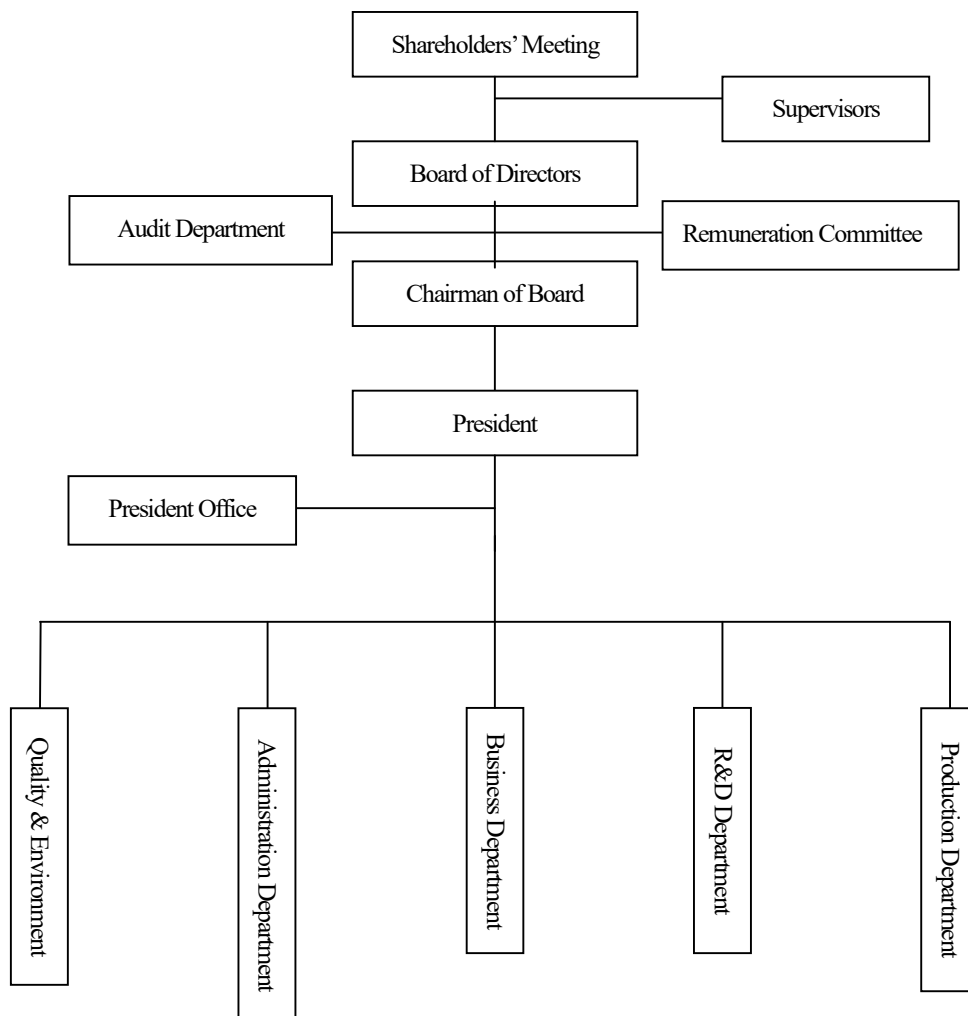 Shareholders’ Meeting
Supervisors
Board of Directors
Audit Department
Remuneration Committee
Chairman of Board
President
President Office
Quality & Environment
Administration Department
Business Department
R&D Department
Production Department